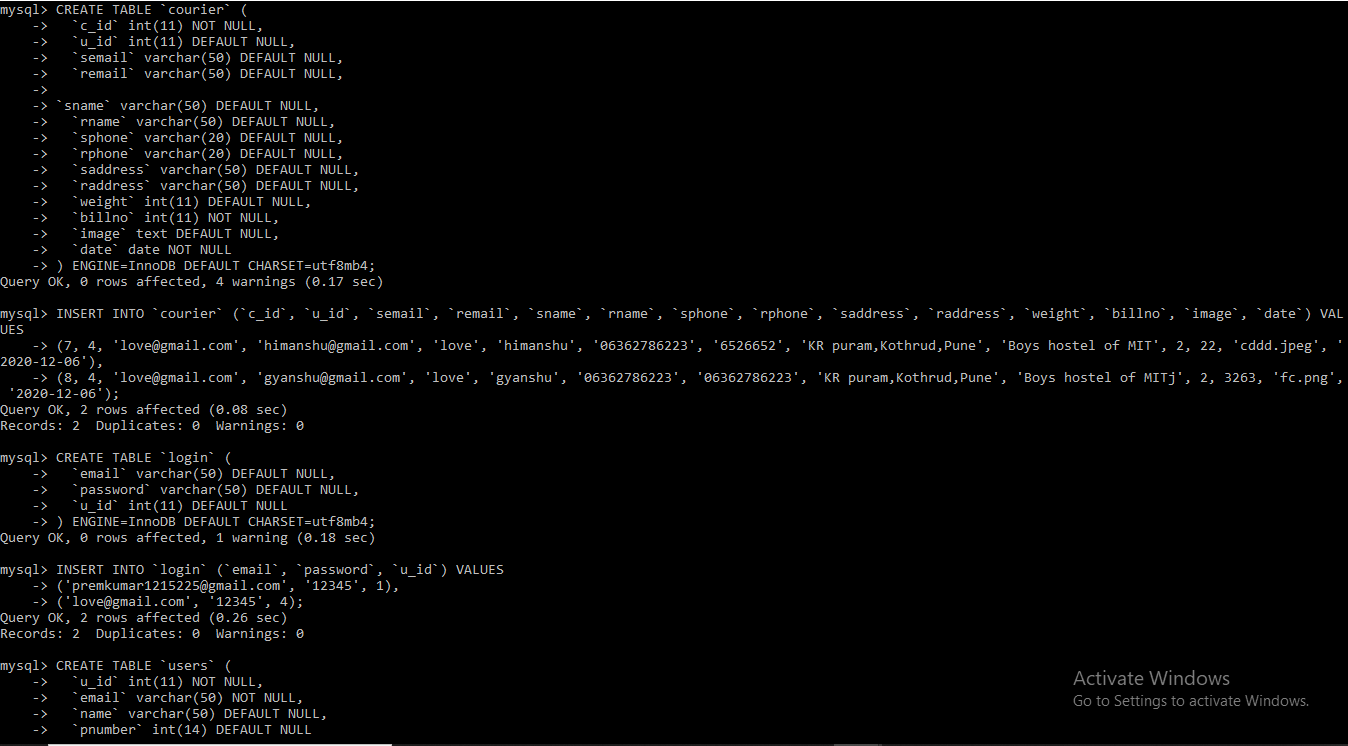 mysql> CREATE TABLE `courier` (
    ->   `c_id` int(11) NOT NULL,
    ->   `u_id` int(11) DEFAULT NULL,
    ->   `semail` varchar(50) DEFAULT NULL,
    ->   `remail` varchar(50) DEFAULT NULL,
    ->
    -> `sname` varchar(50) DEFAULT NULL,
    ->   `rname` varchar(50) DEFAULT NULL,
    ->   `sphone` varchar(20) DEFAULT NULL,
    ->   `rphone` varchar(20) DEFAULT NULL,
    ->   `saddress` varchar(50) DEFAULT NULL,
    ->   `raddress` varchar(50) DEFAULT NULL,
    ->   `weight` int(11) DEFAULT NULL,
    ->   `billno` int(11) NOT NULL,
    ->   `image` text DEFAULT NULL,
    ->   `date` date NOT NULL
    -> ) ENGINE=InnoDB DEFAULT CHARSET=utf8mb4;
Query OK, 0 rows affected, 4 warnings (0.17 sec)

mysql> INSERT INTO `courier` (`c_id`, `u_id`, `semail`, `remail`, `sname`, `rname`, `sphone`, `rphone`, `saddress`, `raddress`, `weight`, `billno`, `image`, `date`) VAL
UES
    -> (7, 4, 'love@gmail.com', 'himanshu@gmail.com', 'love', 'himanshu', '06362786223', '6526652', 'KR puram,Kothrud,Pune', 'Boys hostel of MIT', 2, 22, 'cddd.jpeg', '
2020-12-06'),
    -> (8, 4, 'love@gmail.com', 'gyanshu@gmail.com', 'love', 'gyanshu', '06362786223', '06362786223', 'KR puram,Kothrud,Pune', 'Boys hostel of MITj', 2, 3263, 'fc.png',
 '2020-12-06');
Query OK, 2 rows affected (0.08 sec)
Records: 2  Duplicates: 0  Warnings: 0

mysql> CREATE TABLE `login` (
    ->   `email` varchar(50) DEFAULT NULL,
    ->   `password` varchar(50) DEFAULT NULL,
    ->   `u_id` int(11) DEFAULT NULL
    -> ) ENGINE=InnoDB DEFAULT CHARSET=utf8mb4;
Query OK, 0 rows affected, 1 warning (0.18 sec)

mysql> INSERT INTO `login` (`email`, `password`, `u_id`) VALUES
    -> ('premkumar1215225@gmail.com', '12345', 1),
    -> ('love@gmail.com', '12345', 4);
Query OK, 2 rows affected (0.26 sec)
Records: 2  Duplicates: 0  Warnings: 0

mysql> CREATE TABLE `users` (
    ->   `u_id` int(11) NOT NULL,
    ->   `email` varchar(50) NOT NULL,
    ->   `name` varchar(50) DEFAULT NULL,
    ->   `pnumber` int(14) DEFAULT NULL
Activate Windows
Go to Settings to activate Windows.